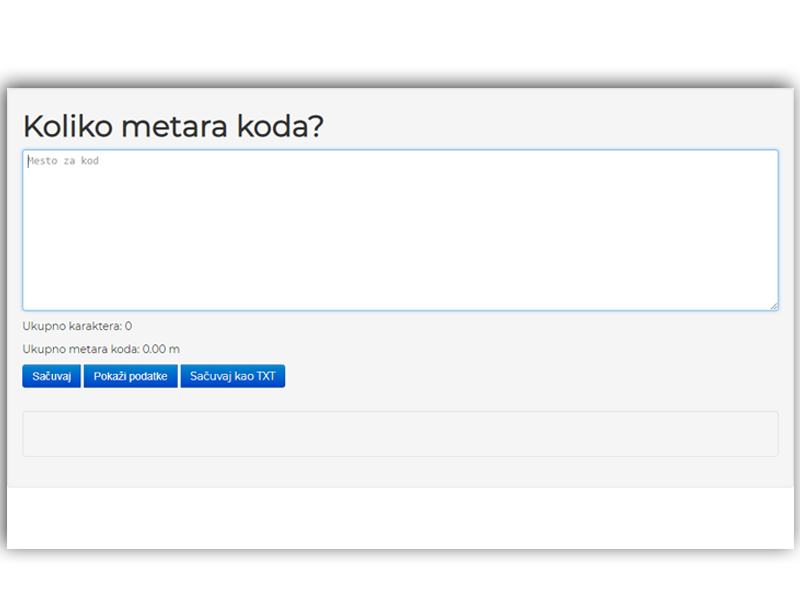 Koliko metara koda?
Mesto za kod
Ukupno karaktera: 0
Ukupno metara koda: 0.00 m
Sačuvaj Pokaži podatke Sačuvaj kao TXT